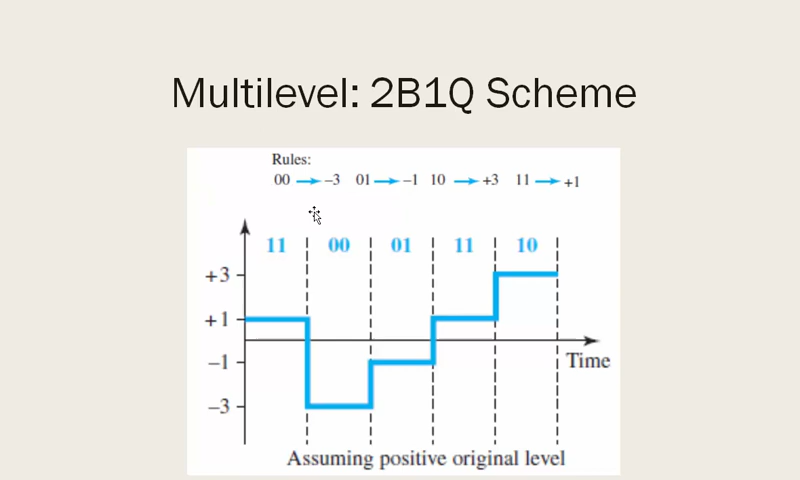 Multilevel: 2B1Q Scheme
Rules:
00 → −3 01 → −1 10 → +3 11 → +1
11 00 01 11 10
+3
+1
−1
Time
−3
Assuming positive original level